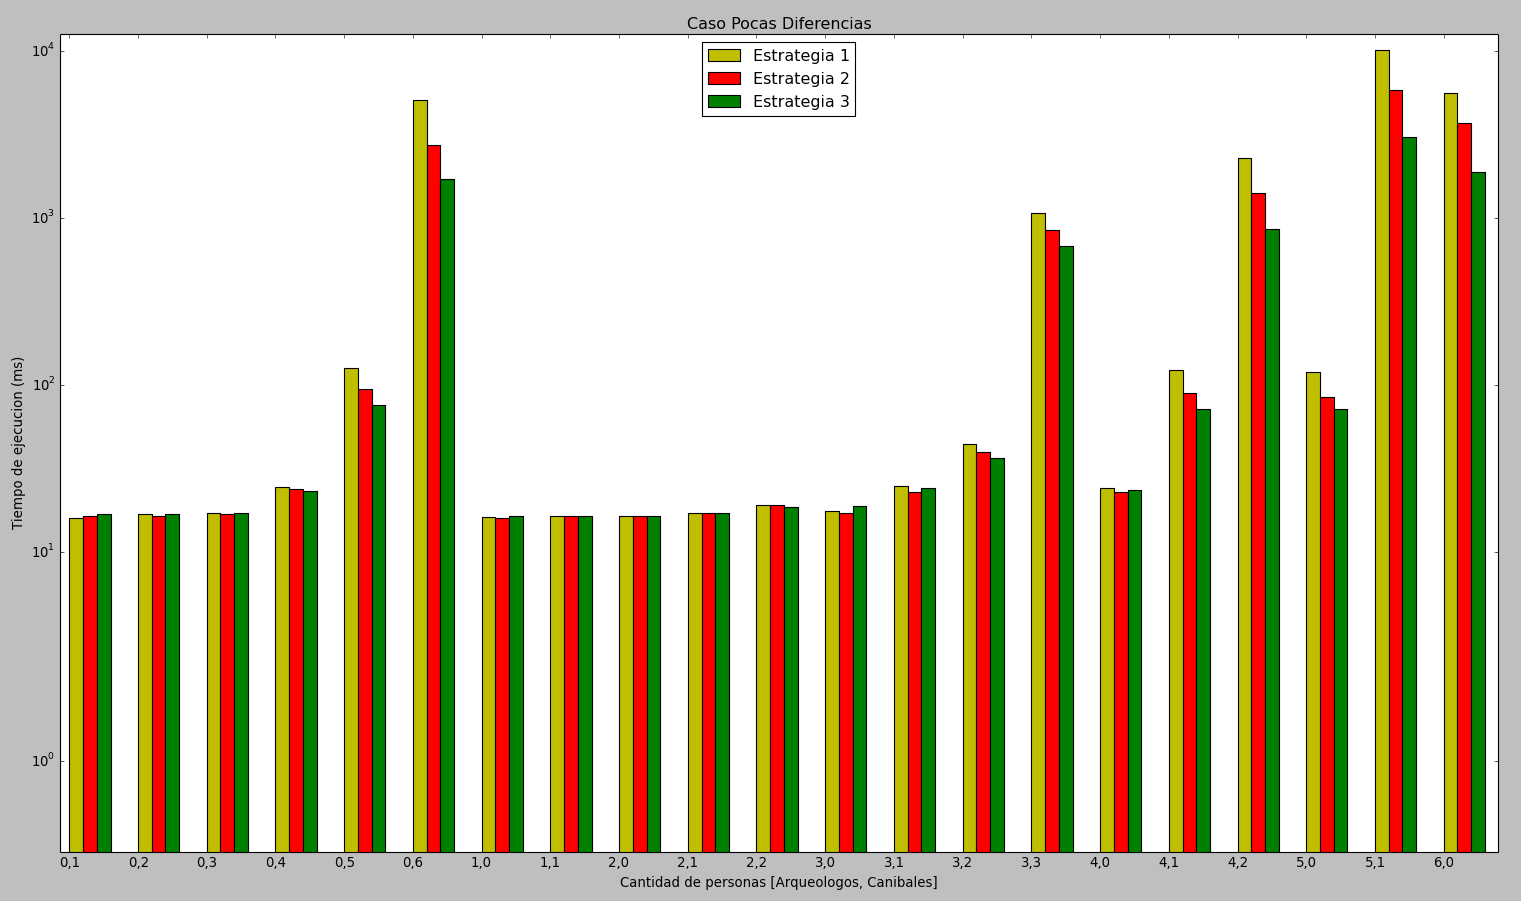 Caso Pocas Diferencias
Estrategia 1
Estrategia 2
Estrategia 3
Tiempo de ejecucion (ms)
10^4
10^3
10^2
10^1
10^0
0,1 0,2 0,3 0,4 0,5 0,6 1,0 1,1 2,0 2,1 2,2 3,0 3,1 3,2 3,3 4,0 4,1 4,2 5,0 5,1 6,0
Cantidad de personas [Arqueologos, Canibales]